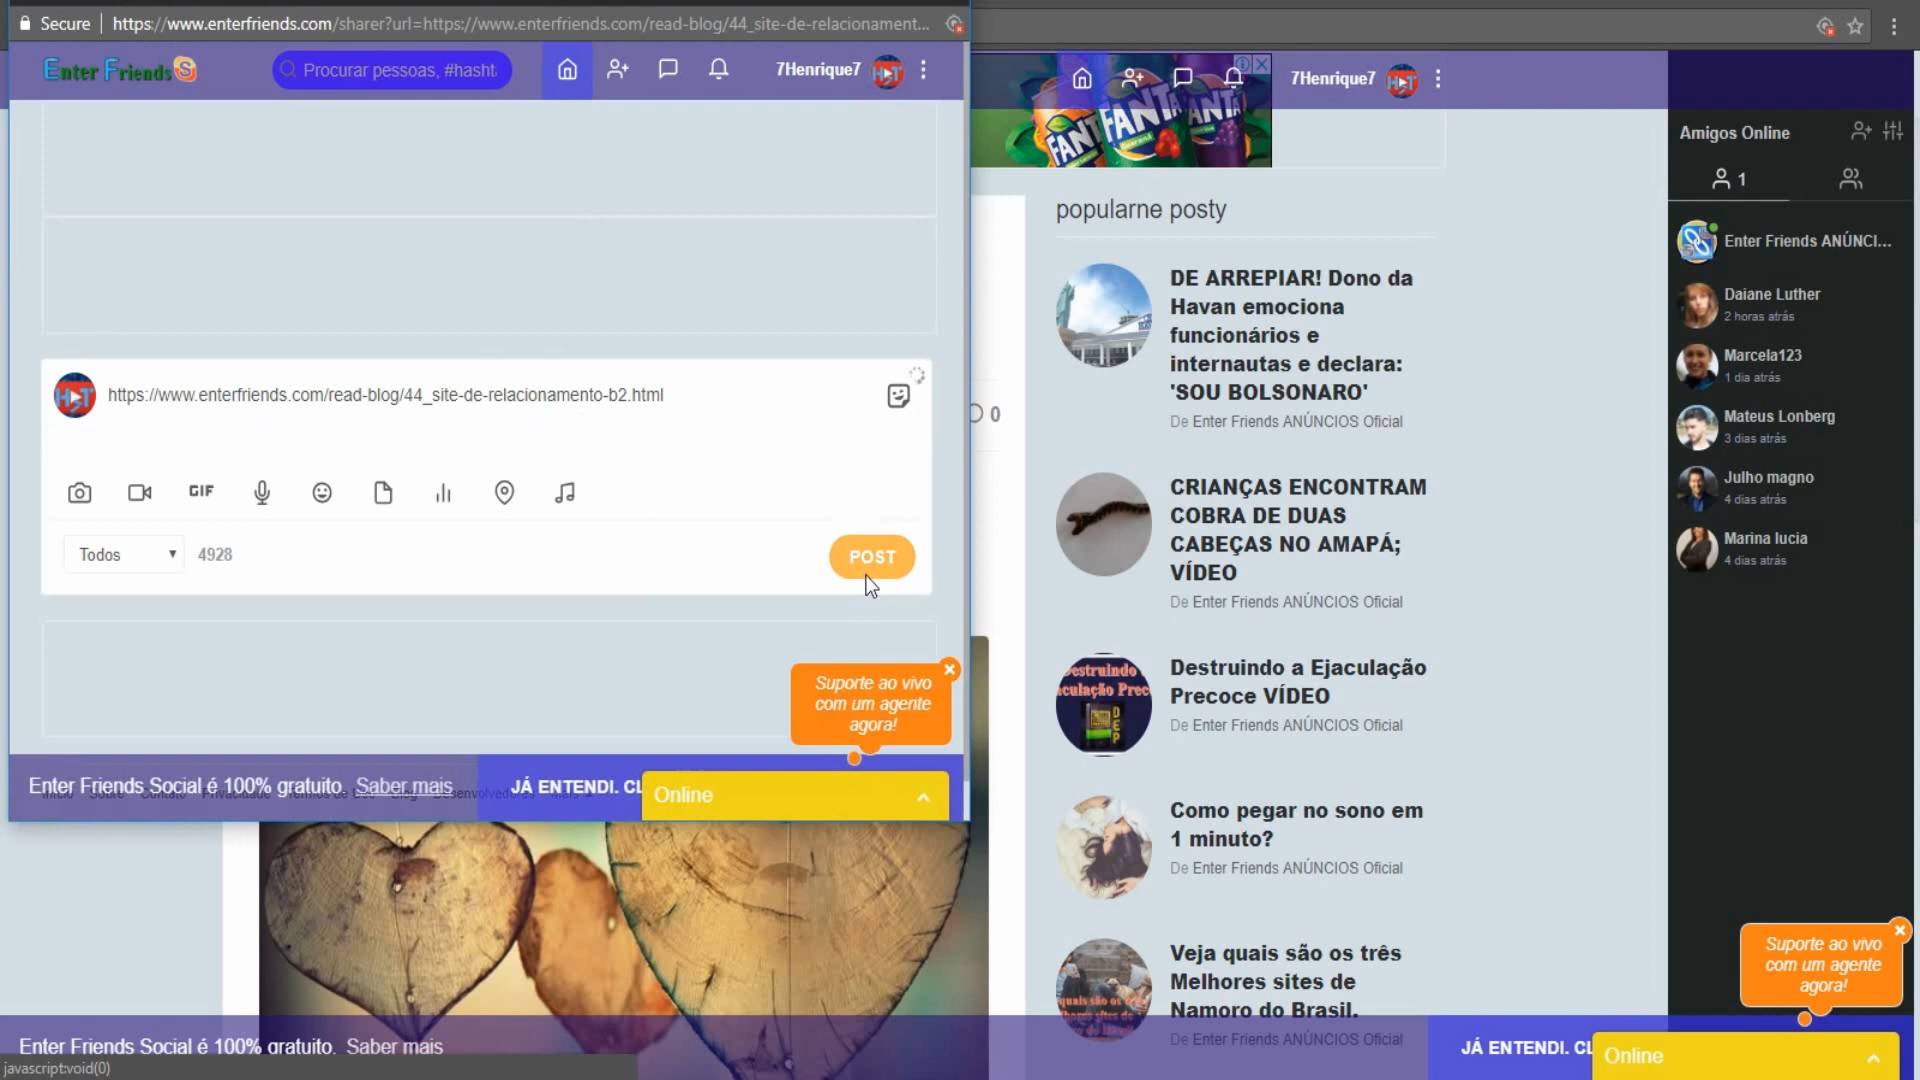 Secure | https://www.enterfriends.com/sharer?url=https://www.enterfriends.com/read-blog/44_site-de-relacionament...
Enter Friends S
Procurar pessoas, #hasht
7Henrique7
https://www.enterfriends.com/read-blog/44_site-de-relacionamento-b2.html
GIF
Todos
4928
POST
Suporte ao vivo
com um agente
agora!
Enter Friends Social é 100% gratuito. Saber mais
JÁ ENTENDI. CL
Online
7Henrique7
FANTA
FANTA
FANTA
0
popularne posty
DE ARREPIAR! Dono da
Havan emociona
funcionários e
internautas e declara:
'SOU BOLSONARO'
De Enter Friends ANÚNCIOS Oficial
CRIANÇAS ENCONTRAM
COBRA DE DUAS
CABEÇAS NO AMAPÁ;
VÍDEO
De Enter Friends ANÚNCIOS Oficial
Destruindo a Ejaculação
Precoce VÍDEO
De Enter Friends ANÚNCIOS Oficial
Como pegar no sono em
1 minuto?
De Enter Friends ANÚNCIOS Oficial
Veja quais são os três
Melhores sites de
Namoro do Brasil.
De Enter Friends ANÚNCIOS Oficial
Amigos Online
1
Enter Friends ANÚNCI...
Daiane Luther
2 horas atrás
Marcela123
1 dia atrás
Mateus Lonberg
3 dias atrás
Julho magno
4 dias atrás
Marina lucia
4 dias atrás
Suporte ao vivo
com um agente
agora!
Enter Friends Social é 100% gratuito. Saber mais
JÁ ENTENDI. CL
Online
javascript:void(0)